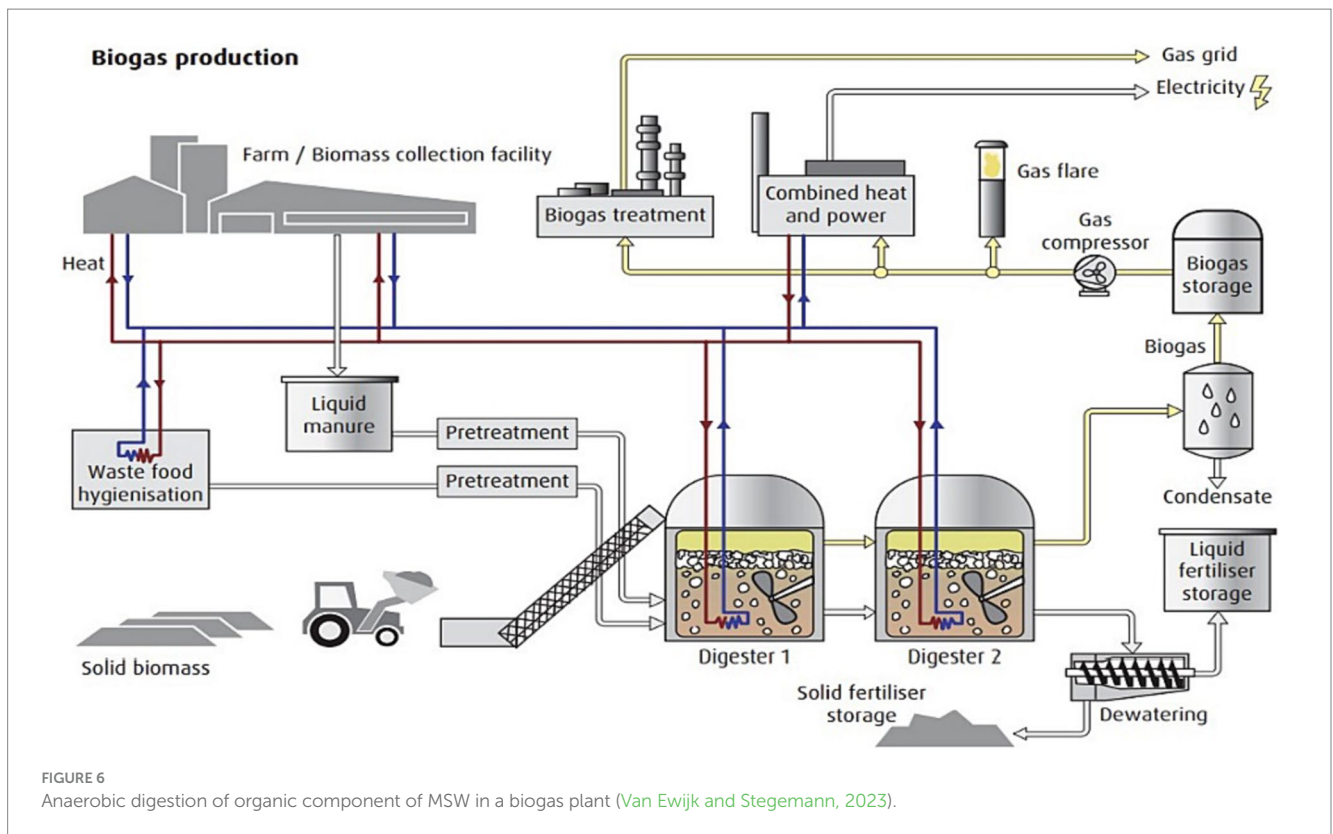 Biogas production
Gas grid
Electricity
Farm / Biomass collection facility
Gas flare
Biogas treatment
Combined heat
and power
Gas
compressor
Biogas
storage
Heat
Biogas
Liquid
manure
Pretreatment
Waste food
hygienisation
Pretreatment
Condensate
Liquid
fertiliser
storage
Solid biomass
Digester 1
Digester 2
Solid fertiliser
storage
Dewatering
FIGURE 6
Anaerobic digestion of organic component of MSW in a biogas plant (Van Ewijk and Stegemann, 2023).